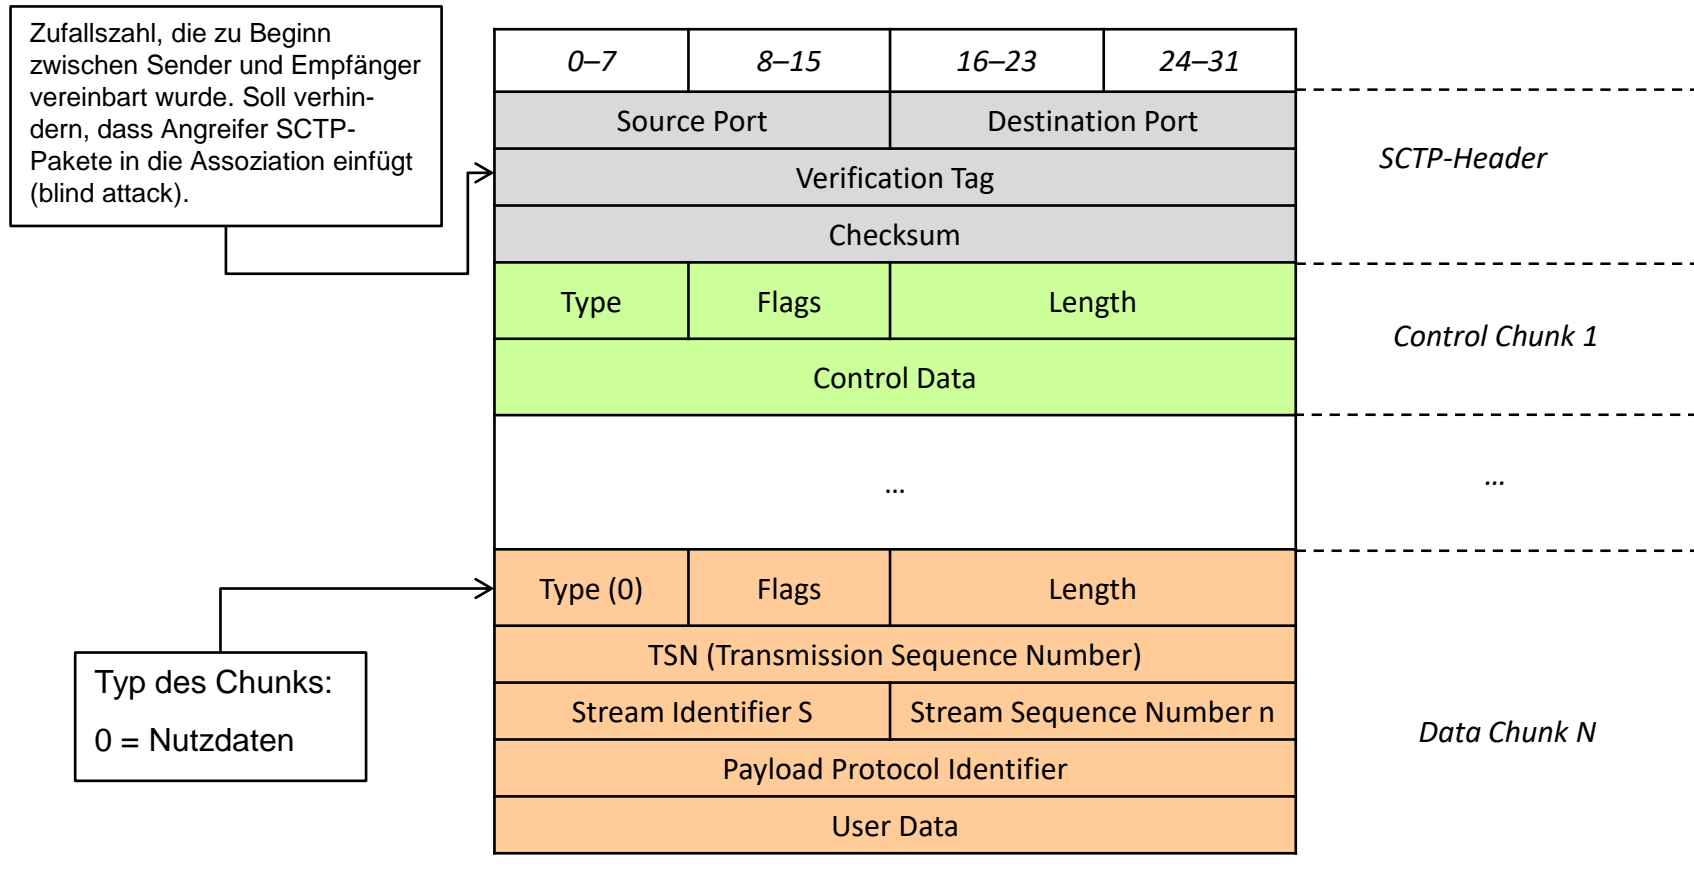 Zufallszahl, die zu Beginn
zwischen Sender und Empfänger
vereinbart wurde. Soll verhin-
dern, dass Angreifer SCTP-
Pakete in die Assoziation einfügt
(blind attack).
0–7 8–15 16–23 24–31
Source Port Destination Port
SCTP-Header
Verification Tag
Checksum
Type Flags Length
Control Chunk 1
Control Data
...
...
Type (0) Flags Length
TSN (Transmission Sequence Number)
Typ des Chunks:
0 = Nutzdaten
Stream Identifier S Stream Sequence Number n
Data Chunk N
Payload Protocol Identifier
User Data